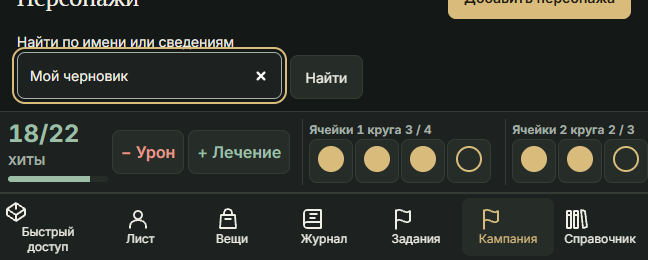 Персонажи
Добавить персонажа
Найти по имени или сведениям
Мой черновик ×
Найти
18/22
хиты
− Урон
+ Лечение
Ячейки 1 круга 3 / 4
Ячейки 2 круга 2 / 3
Быстрый
доступ
Лист
Вещи
Журнал
Задания
Кампания
Справочник